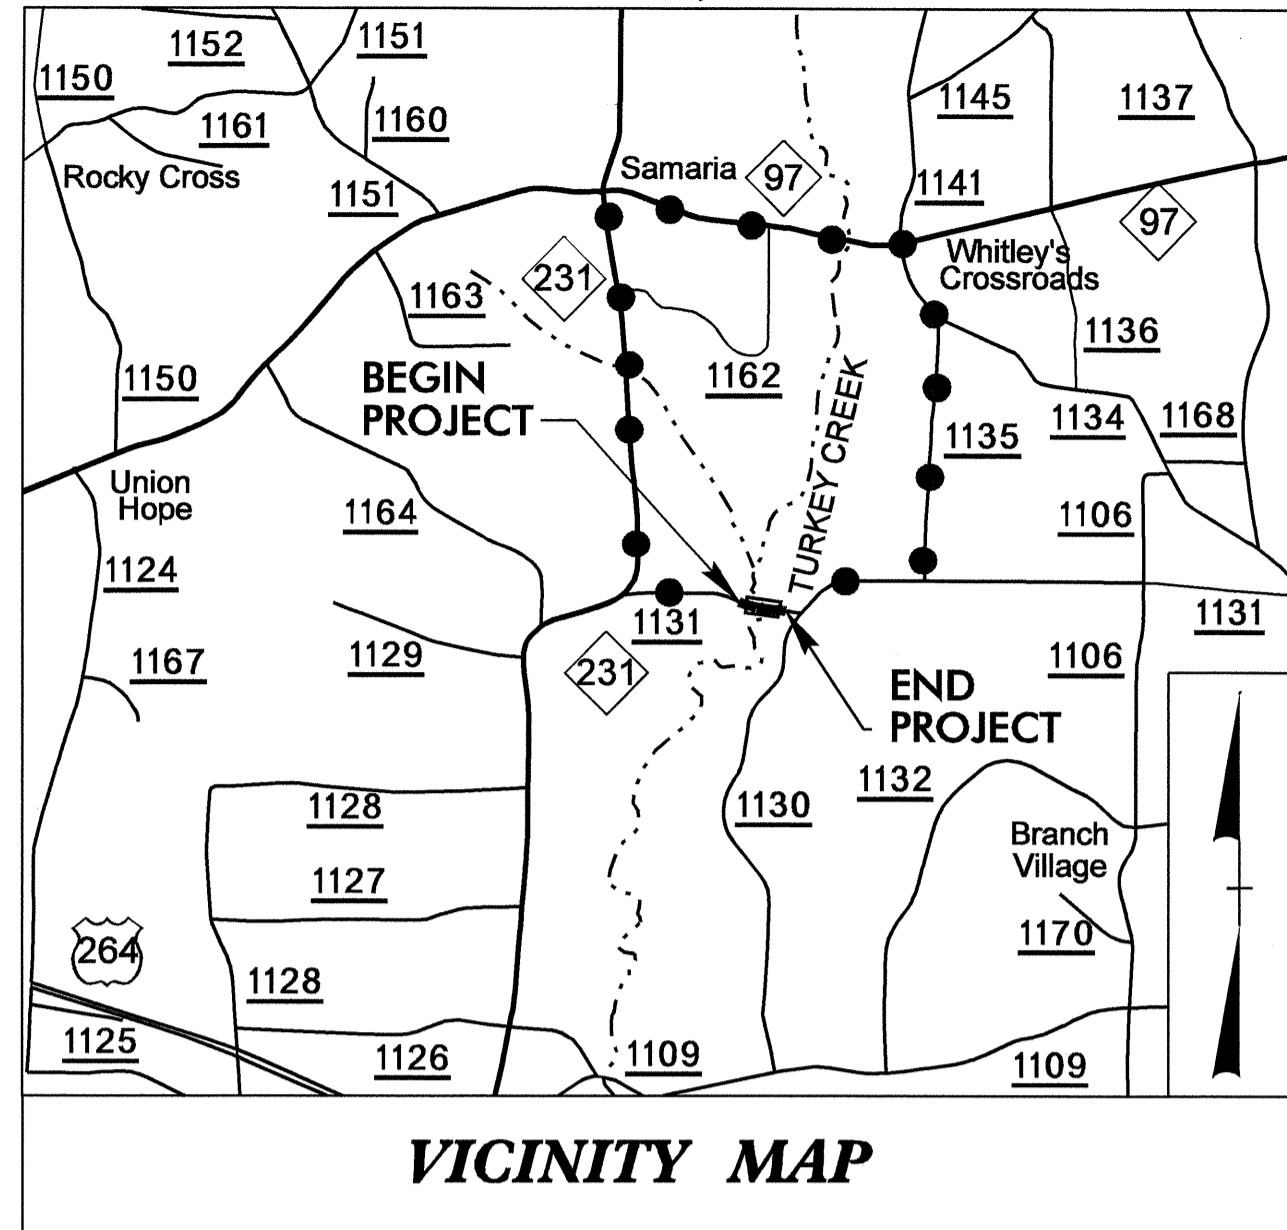 1152
1151
1150
1145
1137
1161
1160
Samaria
97
Rocky Cross
1151
1141
97
Whitley's
Crossroads
231
1163
1136
1150
BEGIN
PROJECT
1162
TURKEY CREEK
1134
1168
1135
Union
Hope
1164
1106
1124
1131
1131
1129
1167
231
1106
END
PROJECT
1132
1128
1130
Branch
Village
1127
1170
264
1128
1125
1126
1109
1109
VICINITY MAP